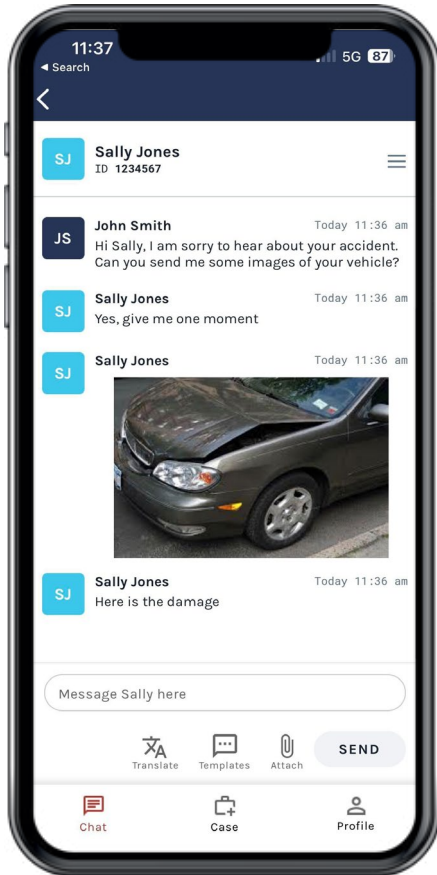 11:37
5G 87
◀ Search
SJ
Sally Jones
ID 1234567
JS
John Smith
Today 11:36 am
Hi Sally, I am sorry to hear about your accident.
Can you send me some images of your vehicle?
SJ
Sally Jones
Today 11:36 am
Yes, give me one moment
SJ
Sally Jones
Today 11:36 am
SJ
Sally Jones
Today 11:36 am
Here is the damage
Message Sally here
Translate
Templates
Attach
SEND
Chat
Case
Profile